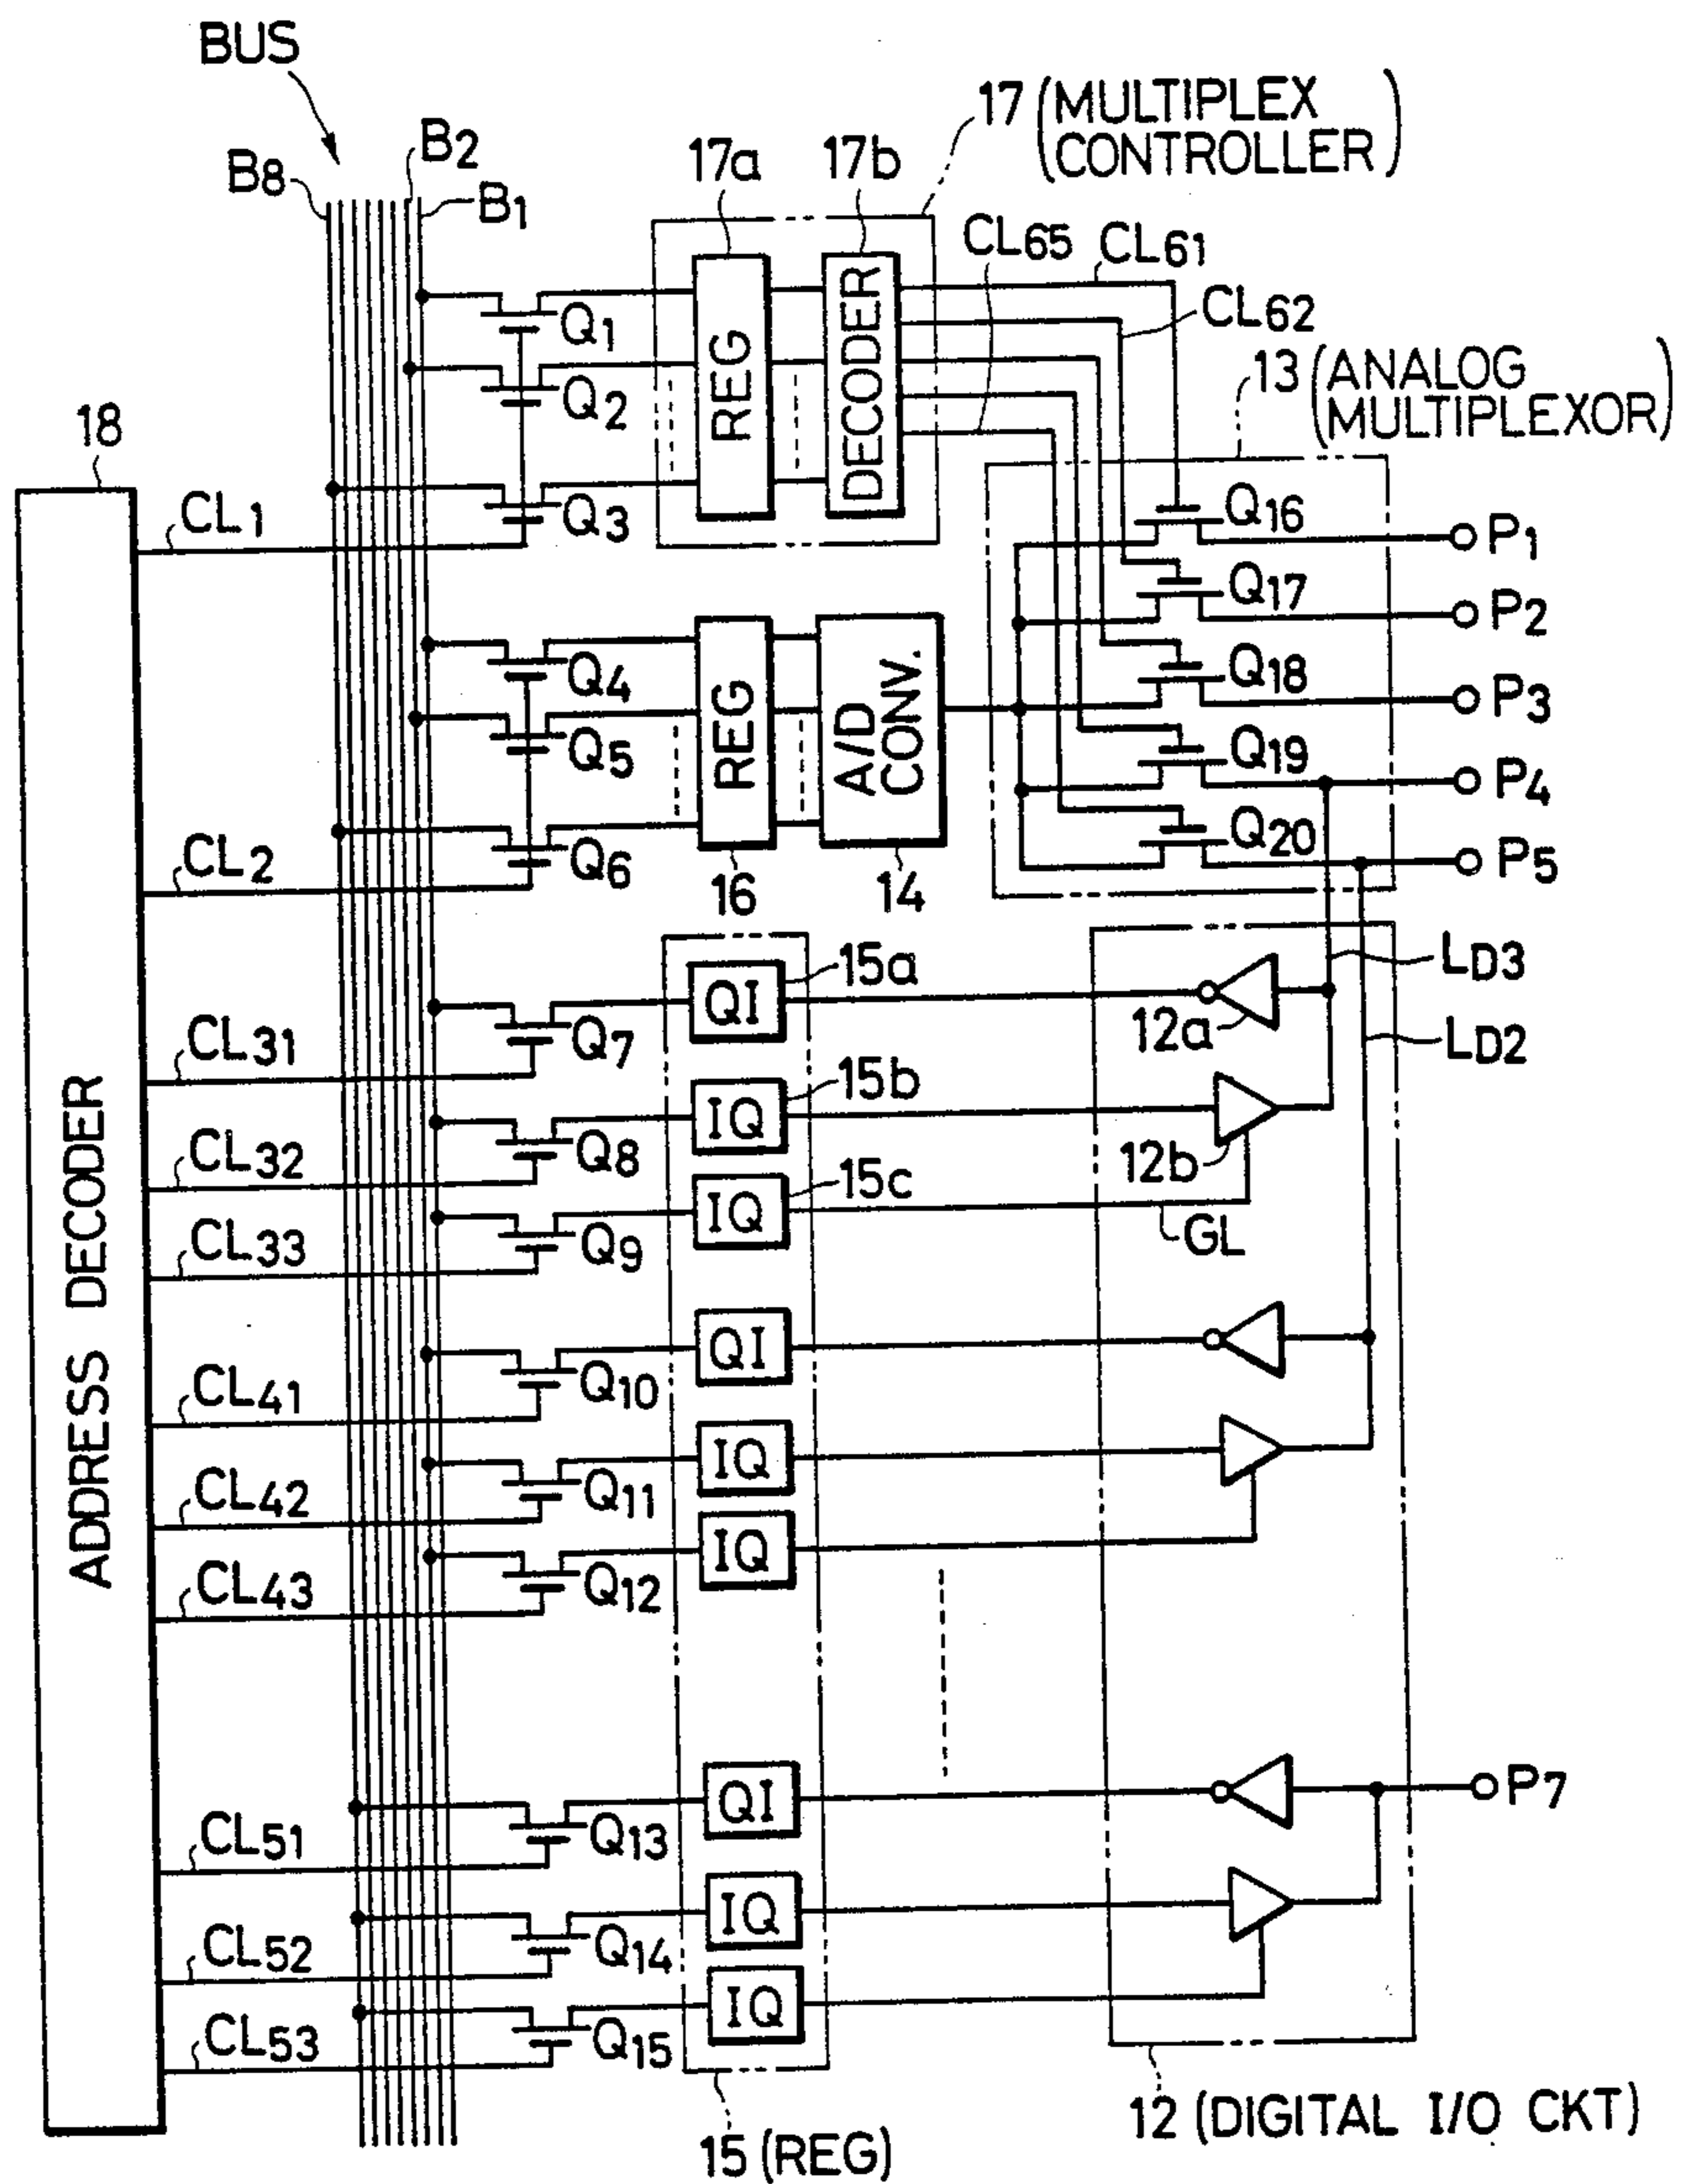 BUS
B8
B2
B1
17a
17b
17 (MULTIPLEX
CONTROLLER)
CL65
CL61
CL62
13 (ANALOG
MULTIPLEXOR)
REG
DECODER
Q1
Q2
Q3
18
CL1
Q16
P1
Q17
P2
Q18
P3
Q19
P4
Q20
P5
Q4
Q5
Q6
REG
A/D
CONV.
16
14
CL2
ADDRESS DECODER
CL31
Q7
QI
15a
12a
LD3
LD2
CL32
Q8
IQ
15b
12b
CL33
Q9
IQ
15c
GL
CL41
Q10
QI
CL42
Q11
IQ
CL43
Q12
IQ
CL51
Q13
QI
P7
CL52
Q14
IQ
CL53
Q15
IQ
15 (REG)
12 (DIGITAL I/O CKT)